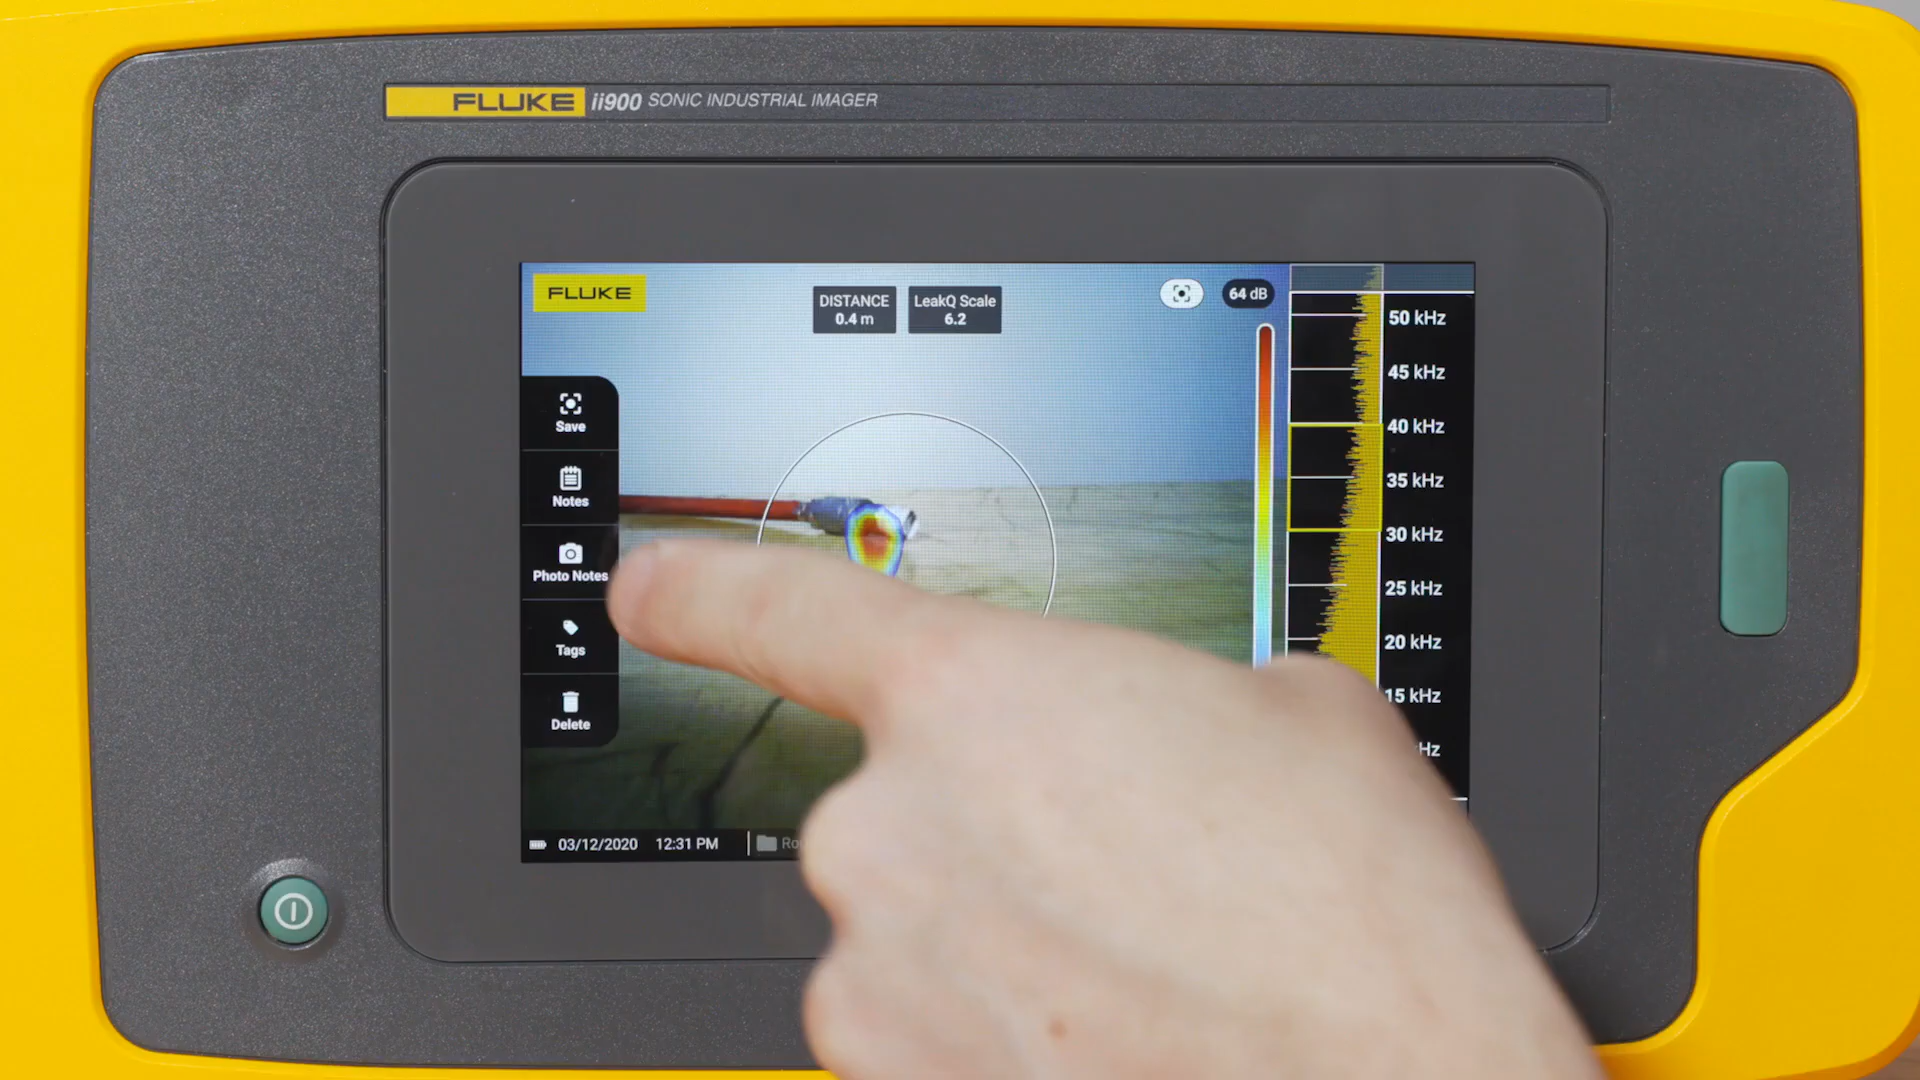 FLUKE ii900 SONIC INDUSTRIAL IMAGER
FLUKE
DISTANCE
0.4 m
LeakQ Scale
6.2
64 dB
Save
Notes
Photo Notes
Tags
Delete
50 kHz
45 kHz
40 kHz
35 kHz
30 kHz
25 kHz
20 kHz
15 kHz
03/12/2020 12:31 PM